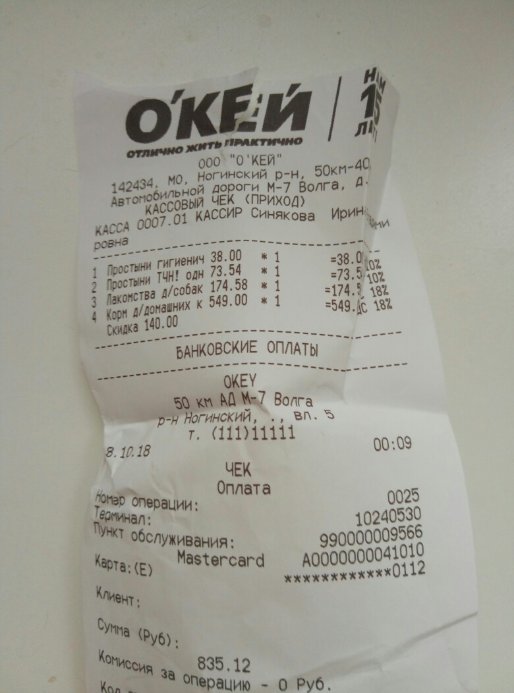 О'КЕЙ
ОТЛИЧНО ЖИТЬ ПРАКТИЧНО
ООО "О'КЕЙ"
142434, МО, Ногинский р-н, 50км-40
Автомобильной дороги М-7 Волга, д.
КАССОВЫЙ ЧЕК (ПРИХОД)
КАССА 0007.01 КАССИР Синякова Ирин
ровна
1 Простыни гигиенич 38.00 * 1 =38.0 10%
2 Простыни ТЧН! одн 73.54 * 1 =73.5 10%
3 Лакомства д/собак 174.58 * 1 =174.5 18%
4 Корм д/домашних к 549.00 * 1 =549. С 18%
Скидка 140.00
БАНКОВСКИЕ ОПЛАТЫ
OKEY
50 км АД М-7 Волга
р-н Ногинский, ., вл. 5
т. (111)11111
8.10.18 00:09
ЧЕК
Оплата
Номер операции: 0025
Терминал: 10240530
Пункт обслуживания: 990000009566
Mastercard A0000000041010
Карта:(E) ************0112
Клиент:
Сумма (Руб):
835.12
Комиссия за операцию - 0 Руб.